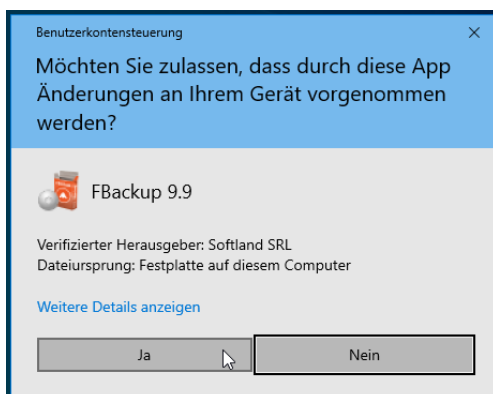 Benutzerkontensteuerung
Möchten Sie zulassen, dass durch diese App
Änderungen an Ihrem Gerät vorgenommen
werden?
FBackup 9.9
Verifizierter Herausgeber: Softland SRL
Dateiursprung: Festplatte auf diesem Computer
Weitere Details anzeigen
Ja
Nein